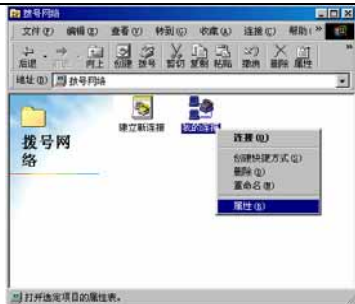 拨号网络
文件(F) 编辑(E) 查看(V) 转到(G) 收藏(A) 连接(C) 帮助(
后退 向上 创建 拨号 剪切 复制 粘贴 撤消 删除 属性
地址(D) 拨号网络
建立新连接 我的连接
拨号网
络
连接(O)
创建快捷方式(S)
删除(D)
重命名(M)
属性(R)
打开选定项目的属性表。